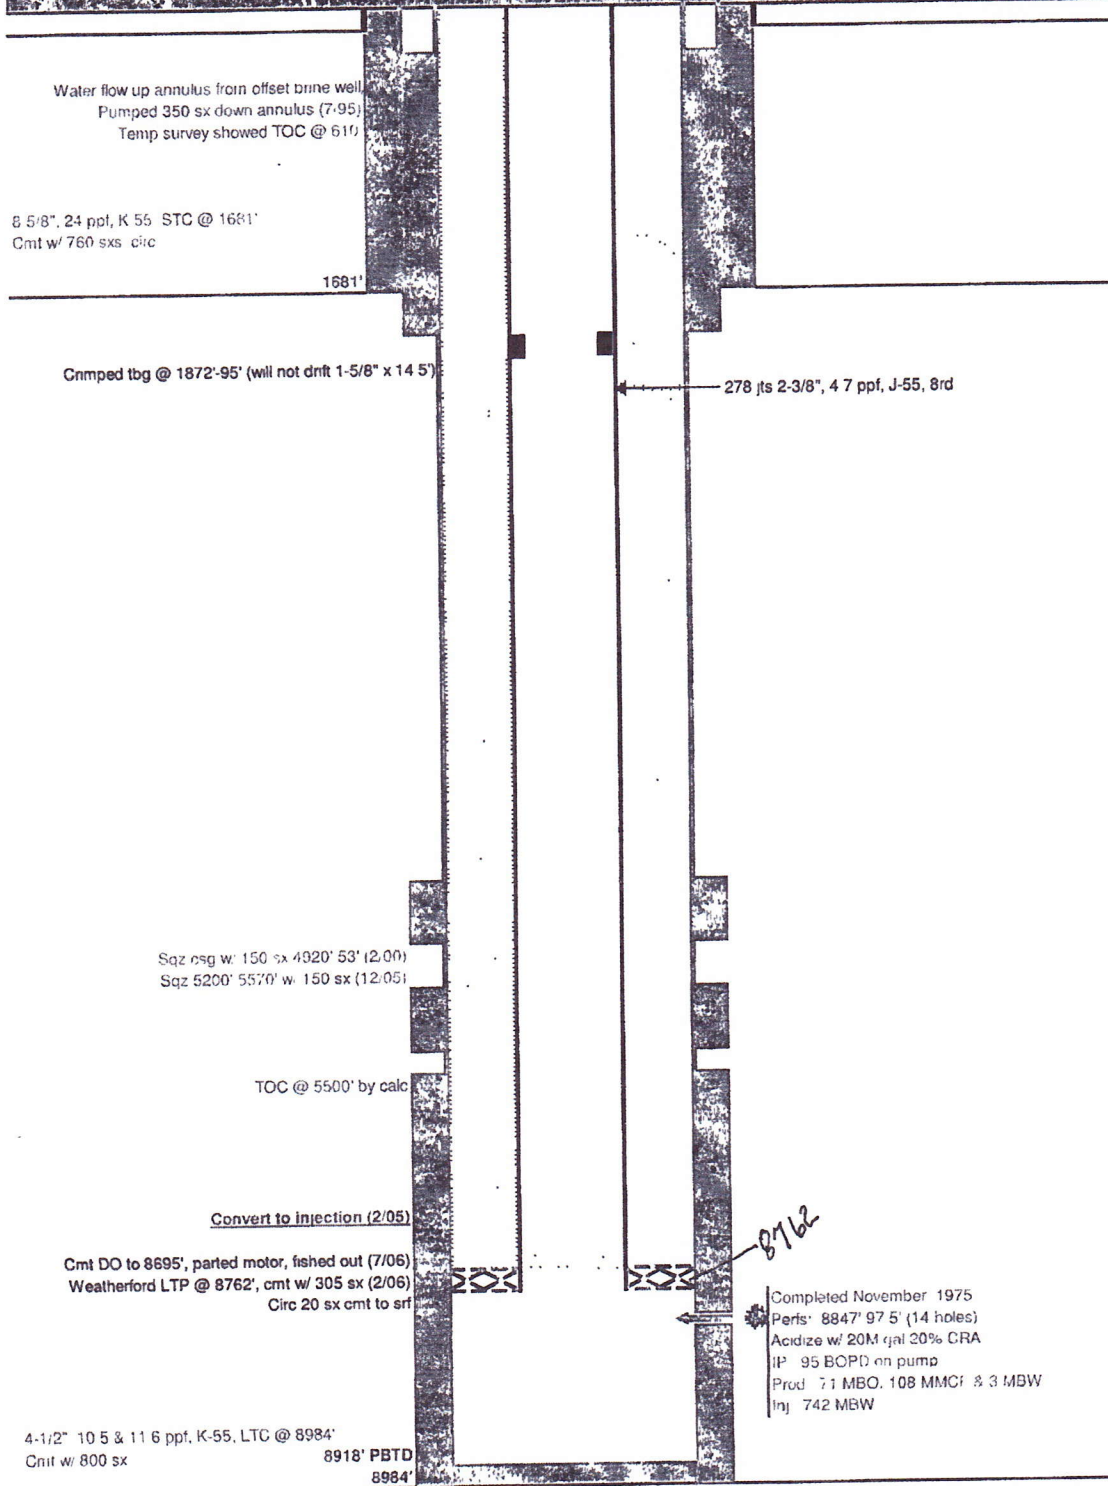 Water flow up annulus from offset brine well,
Pumped 350 sx down annulus (7-95)
Temp survey showed TOC @ 610
8 5/8", 24 ppf, K 55 STC @ 1681'
Cmt w/ 760 sxs circ
1681'
Crimped tbg @ 1872'-95' (will not drift 1-5/8" x 14 5')
278 jts 2-3/8", 4 7 ppf, J-55, 8rd
Sqz csg w/ 150 sx 4920' 53' (2/00)
Sqz 5200' 5570' w/ 150 sx (12/05)
TOC @ 5500' by calc
Convert to injection (2/05)
8762
Cmt DO to 8695', parted motor, fished out (7/06)
Weatherford LTP @ 8762', cmt w/ 305 sx (2/06)
Circ 20 sx cmt to srf
Completed November 1975
Perfs: 8847' 97 5' (14 holes)
Acidize w/ 20M gal 20% CRA
IP 95 BOPD on pump
Prod 71 MBO, 108 MMCF & 3 MBW
Inj 742 MBW
4-1/2" 10 5 & 11 6 ppf, K-55, LTC @ 8984'
Cmt w/ 800 sx
8918' PBTD
8984'